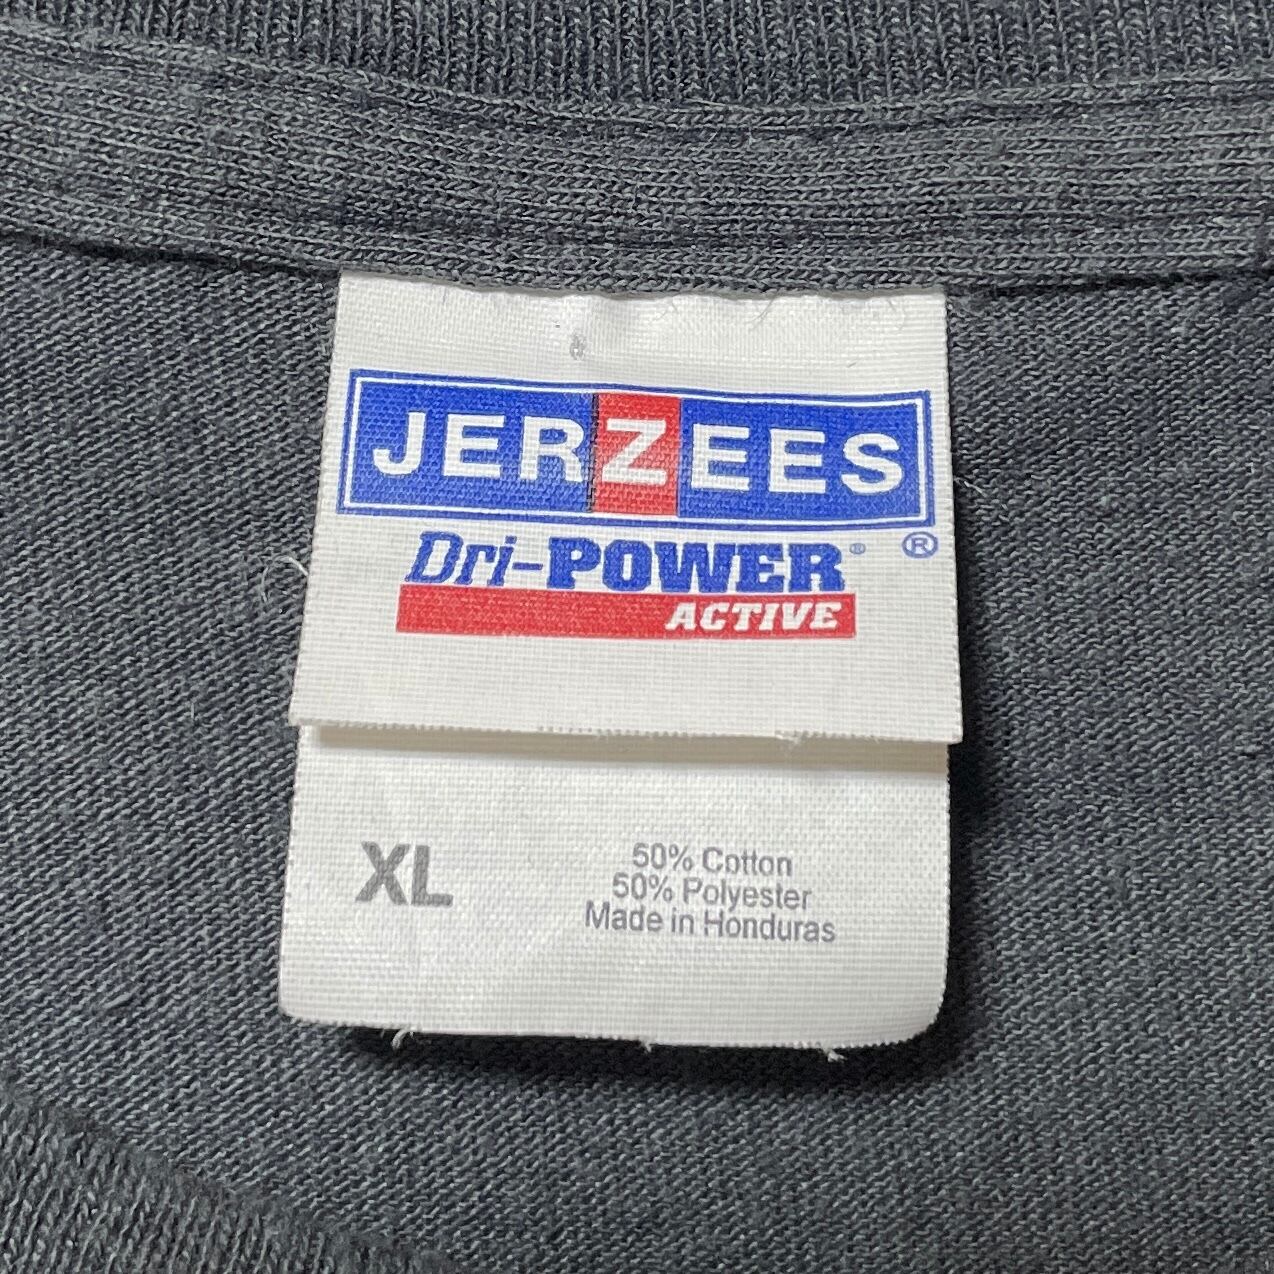 JERZEES
®
Dri-POWER®
ACTIVE
XL
50% Cotton
50% Polyester
Made in Honduras